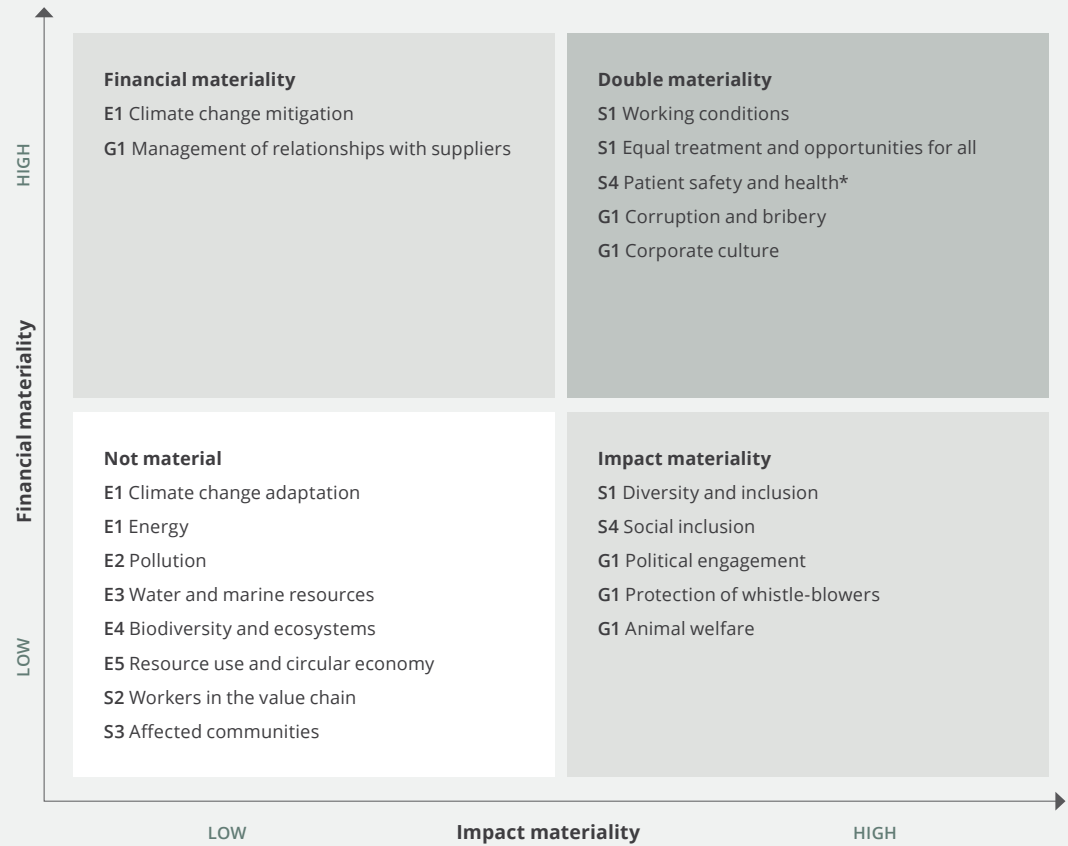 HIGH
Financial materiality
LOW
Financial materiality
E1 Climate change mitigation
G1 Management of relationships with suppliers
Double materiality
S1 Working conditions
S1 Equal treatment and opportunities for all
S4 Patient safety and health*
G1 Corruption and bribery
G1 Corporate culture
Not material
E1 Climate change adaptation
E1 Energy
E2 Pollution
E3 Water and marine resources
E4 Biodiversity and ecosystems
E5 Resource use and circular economy
S2 Workers in the value chain
S3 Affected communities
Impact materiality
S1 Diversity and inclusion
S4 Social inclusion
G1 Political engagement
G1 Protection of whistle-blowers
G1 Animal welfare
LOW
Impact materiality
HIGH